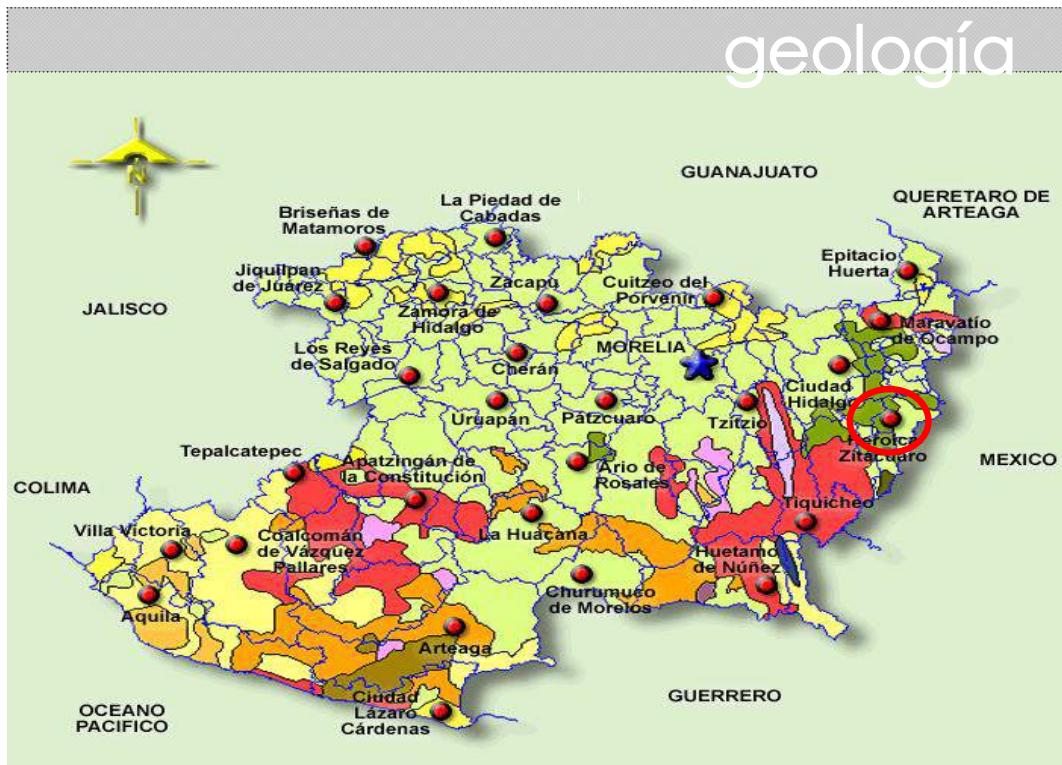 geología
N
GUANAJUATO
QUERETARO DE
ARTEAGA
La Piedad de
Cabadas
Briseñas de
Matamoros
Epitacio
Huerta
Jiquilpan
de Juárez
Zacapú
Cuitzeo del
Porvenir
JALISCO
Zamora de
Hidalgo
Maravatío
de Ocampo
Los Reyes
de Salgado
MORELIA
Cherán
Ciudad
Hidalgo
Uruapan
Pátzcuaro
Tzitzio
Heroica
Zitácuaro
Tepalcatepec
Apatzingán de
la Constitución
Ario de
Rosales
MEXICO
COLIMA
Tiquicheo
Villa Victoria
Coalcomán
de Vázquez
Pallares
La Huacana
Huetamo
de Núñez
Churumuco
de Morelos
Aquila
Arteaga
GUERRERO
Ciudad
Lázaro
Cárdenas
OCEANO
PACIFICO